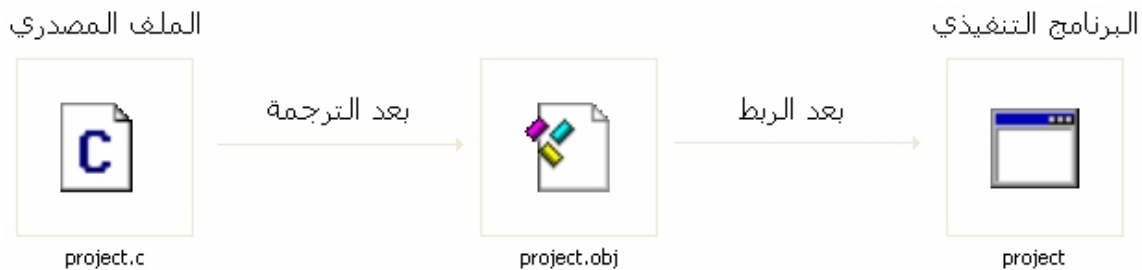 الملف المصدري
البرنامج التنفيذي
بعد الترجمة
بعد الربط
C
project.c
project.obj
project